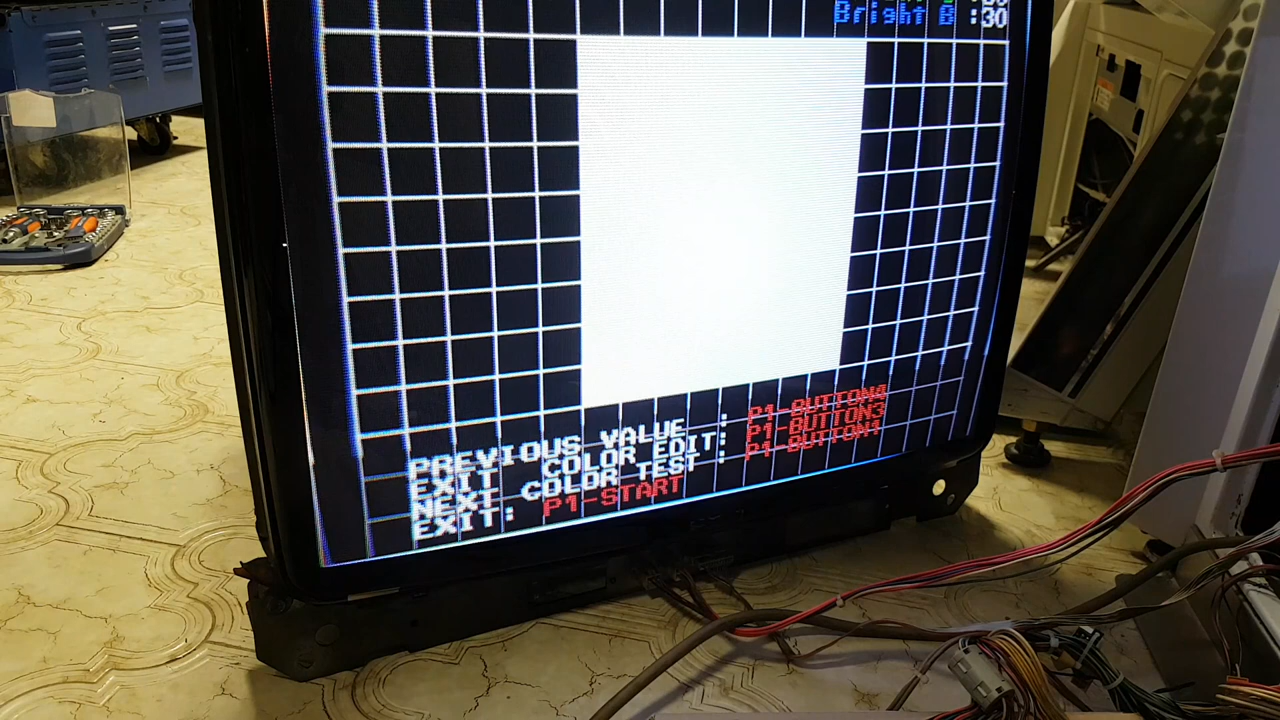 Bright B :30
PREVIOUS VALUE : P1-BUTTON4
EXIT COLOR EDIT: P1-BUTTON3
NEXT COLOR TEST : P1-BUTTON1
EXIT: P1-START